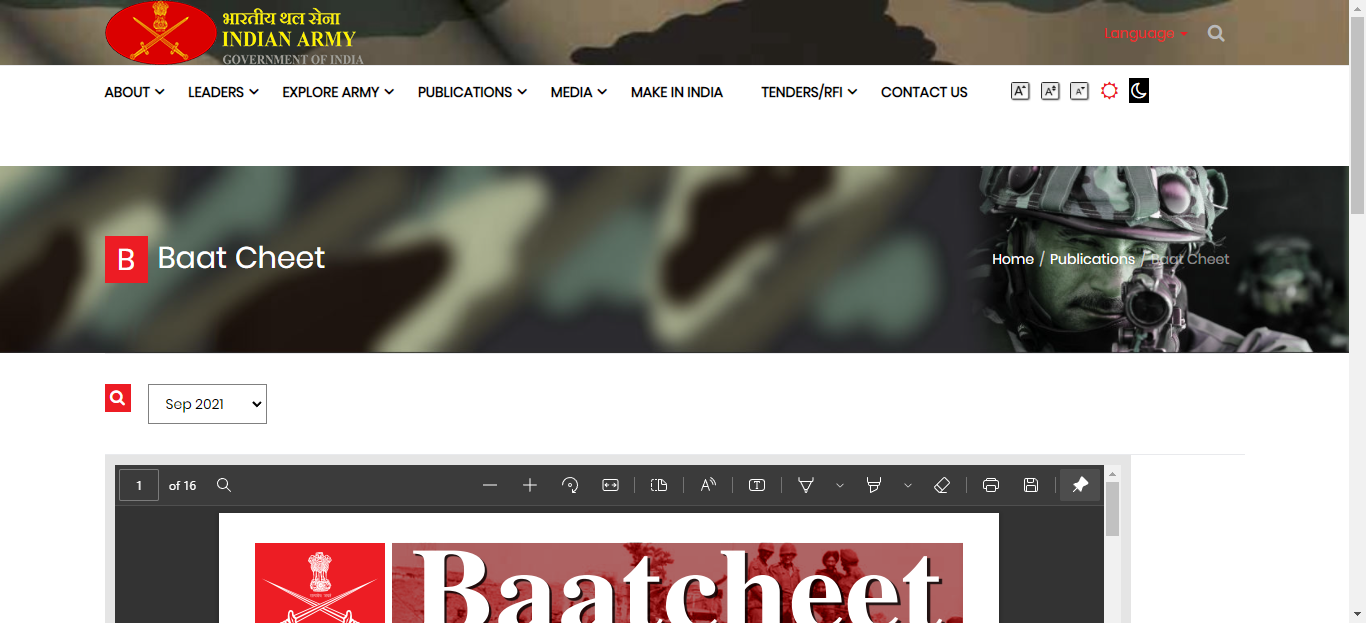 भारतीय थल सेना
INDIAN ARMY
GOVERNMENT OF INDIA
Language
ABOUT LEADERS EXPLORE ARMY PUBLICATIONS MEDIA MAKE IN INDIA TENDERS/RFI CONTACT US
B Baat Cheet
Home / Publications / Baat Cheet
Sep 2021
1 of 16
Baatcheet